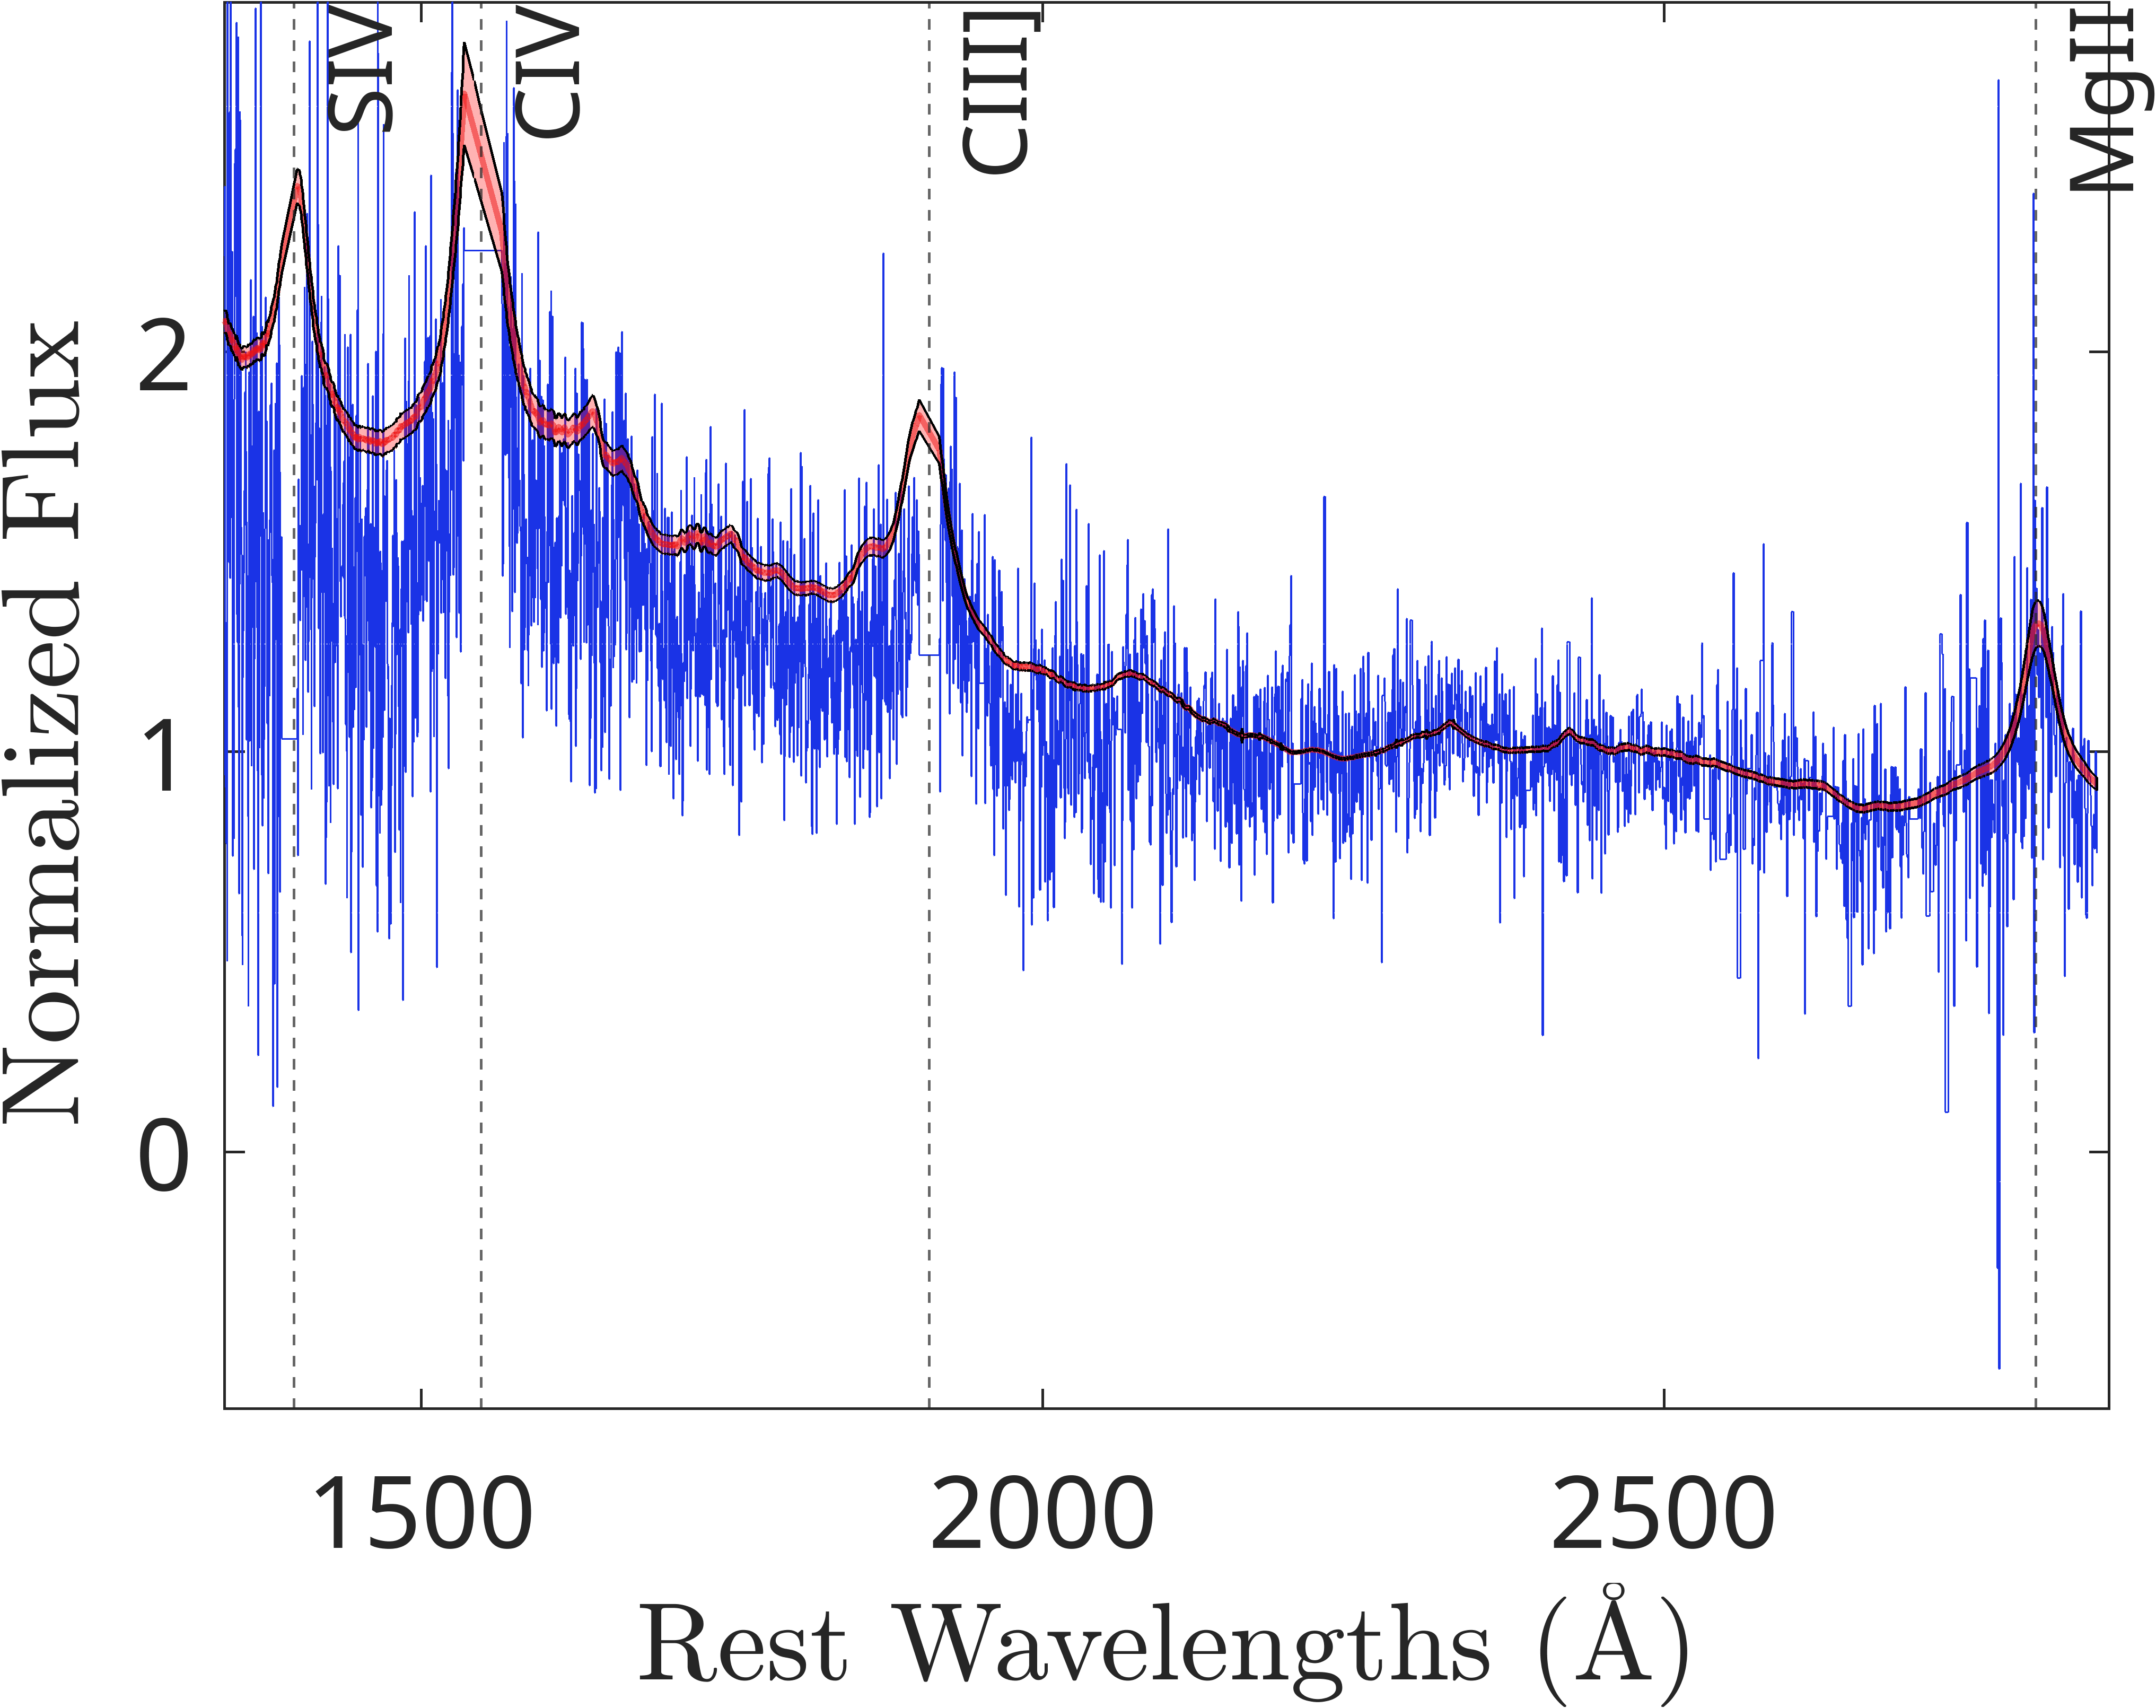 SIV
CIV
CIII]
MgII
Normalized Flux
2
1
0
1500
2000
2500
Rest Wavelengths (Å)